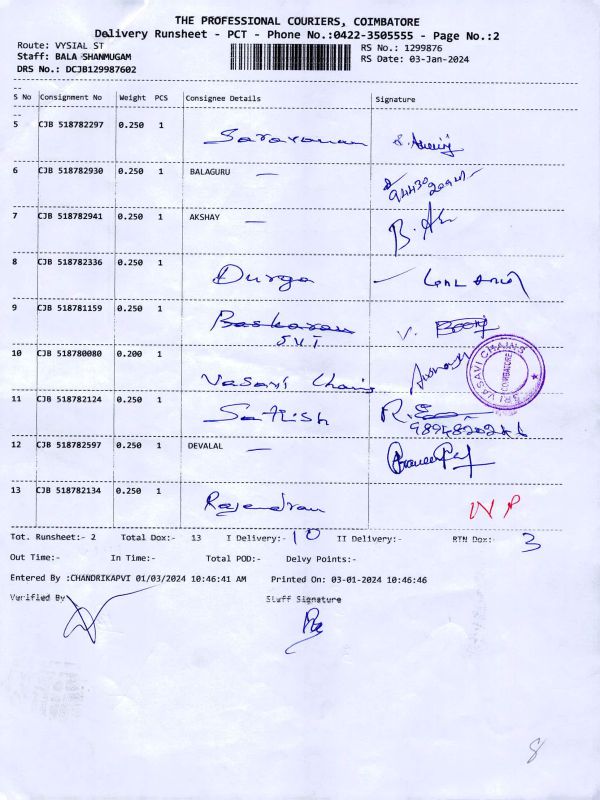 THE PROFESSIONAL COURIERS, COIMBATORE
Delivery Runsheet - PCT - Phone No.:0422-3505555 - Page No.:2
Route: VYSIAL ST RS No.: 1299876
Staff: BALA SHANMUGAM RS Date: 03-Jan-2024
DRS No.: DCJB129987602
S No Consignment No Weight PCS Consignee Details Signature
5 CJB 518782297 0.250 1 Saravanan
6 CJB 518782930 0.250 1 BALAGURU —
7 CJB 518782941 0.250 1 AKSHAY —
8 CJB 518782336 0.250 1 Durga
9 CJB 518781159 0.250 1 Baskaran
10 CJB 518780080 0.200 1 Vasavi Chains
SRI VASAVI CHAINS COIMBATORE
11 CJB 518782124 0.250 1 Satish
12 CJB 518782597 0.250 1 DEVALAL —
13 CJB 518782134 0.250 1 Rajendran NP
Tot. Runsheet:- 2 Total Dox:- 13 I Delivery:- 10 II Delivery:- RTN Dox:- 3
Out Time:- In Time:- Total POD:- Delvy Points:-
Entered By :CHANDRIKAPVI 01/03/2024 10:46:41 AM Printed On: 03-01-2024 10:46:46
Verified By Staff Signature
8